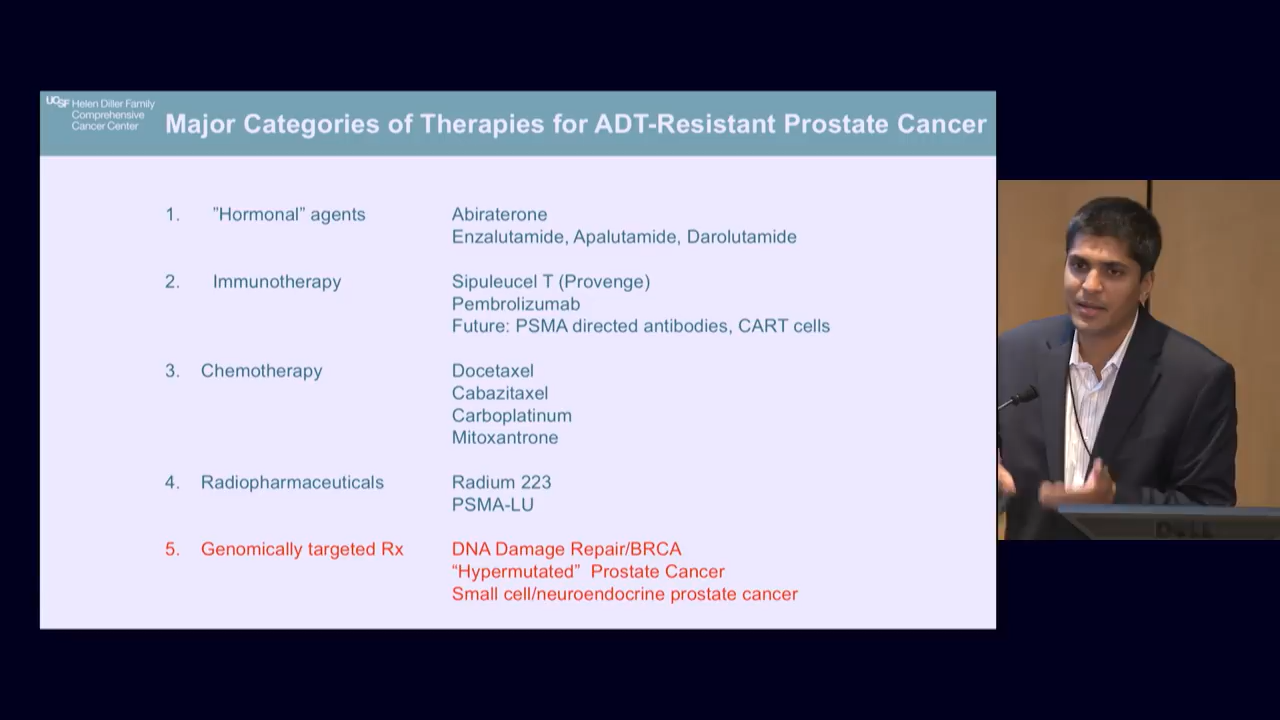 UCSF Helen Diller Family
Comprehensive
Cancer Center
Major Categories of Therapies for ADT-Resistant Prostate Cancer
1. ”Hormonal” agents Abiraterone
Enzalutamide, Apalutamide, Darolutamide
2. Immunotherapy Sipuleucel T (Provenge)
Pembrolizumab
Future: PSMA directed antibodies, CART cells
3. Chemotherapy Docetaxel
Cabazitaxel
Carboplatinum
Mitoxantrone
4. Radiopharmaceuticals Radium 223
PSMA-LU
5. Genomically targeted Rx DNA Damage Repair/BRCA
“Hypermutated” Prostate Cancer
Small cell/neuroendocrine prostate cancer